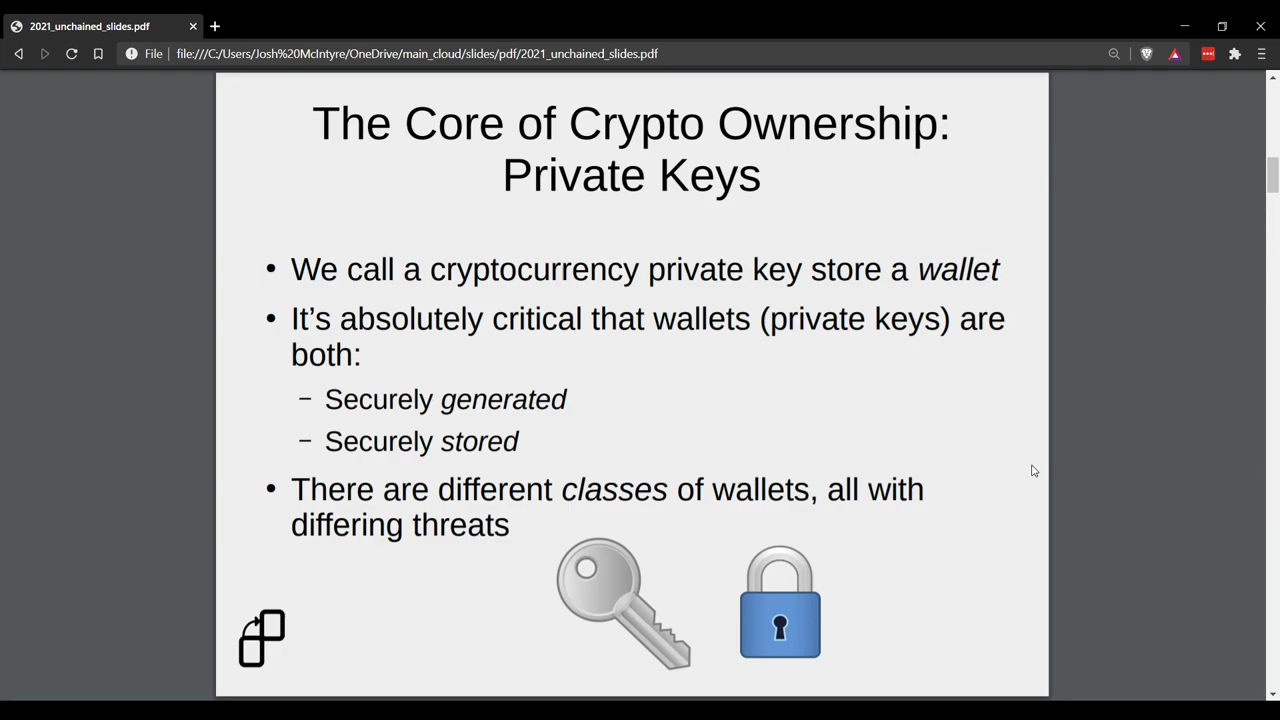 2021_unchained_slides.pdf
File
file:///C:/Users/Josh%20McIntyre/OneDrive/main_cloud/slides/pdf/2021_unchained_slides.pdf
The Core of Crypto Ownership:
Private Keys
• We call a cryptocurrency private key store a wallet
• It’s absolutely critical that wallets (private keys) are
both:
– Securely generated
– Securely stored
• There are different classes of wallets, all with
differing threats